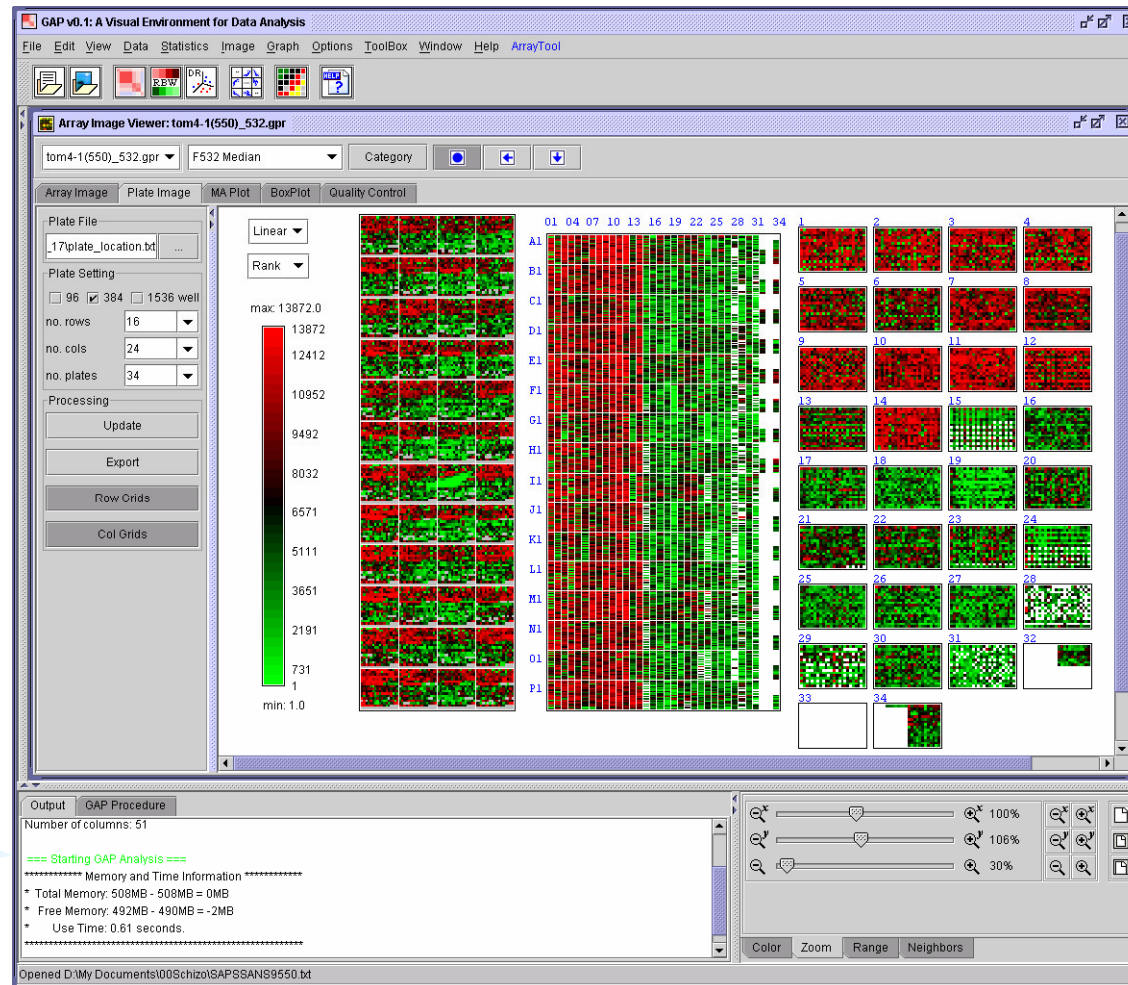 GAP v0.1: A Visual Environment for Data Analysis
File Edit View Data Statistics Image Graph Options ToolBox Window Help ArrayTool
RBW DR HELP ?
Array Image Viewer: tom4-1(550)_532.gpr
tom4-1(550)_532.gpr F532 Median Category
Array Image Plate Image MA Plot BoxPlot Quality Control
Plate File
_17\plate_location.txt ...
Plate Setting
96 384 1536 well
no. rows 16
no. cols 24
no. plates 34
Processing
Update
Export
Row Grids
Col Grids
Linear
Rank
max: 13872.0
13872
12412
10952
9492
8032
6571
5111
3651
2191
731
1
min: 1.0
01 04 07 10 13 16 19 22 25 28 31 34
A1
B1
C1
D1
E1
F1
G1
H1
I1
J1
K1
L1
M1
N1
O1
P1
1 2 3 4
5 6 7 8
9 10 11 12
13 14 15 16
17 18 19 20
21 22 23 24
25 26 27 28
29 30 31 32
33 34
Output GAP Procedure
Number of columns: 51
=== Starting GAP Analysis ===
************ Memory and Time Information ************
* Total Memory: 508MB - 508MB = 0MB
* Free Memory: 492MB - 490MB = -2MB
* Use Time: 0.61 seconds.
*********************************************************
x x 100% x x
y y 106% y y
30%
Color Zoom Range Neighbors
Opened D:\My Documents\00Schizo\SAPSSANS9550.txt